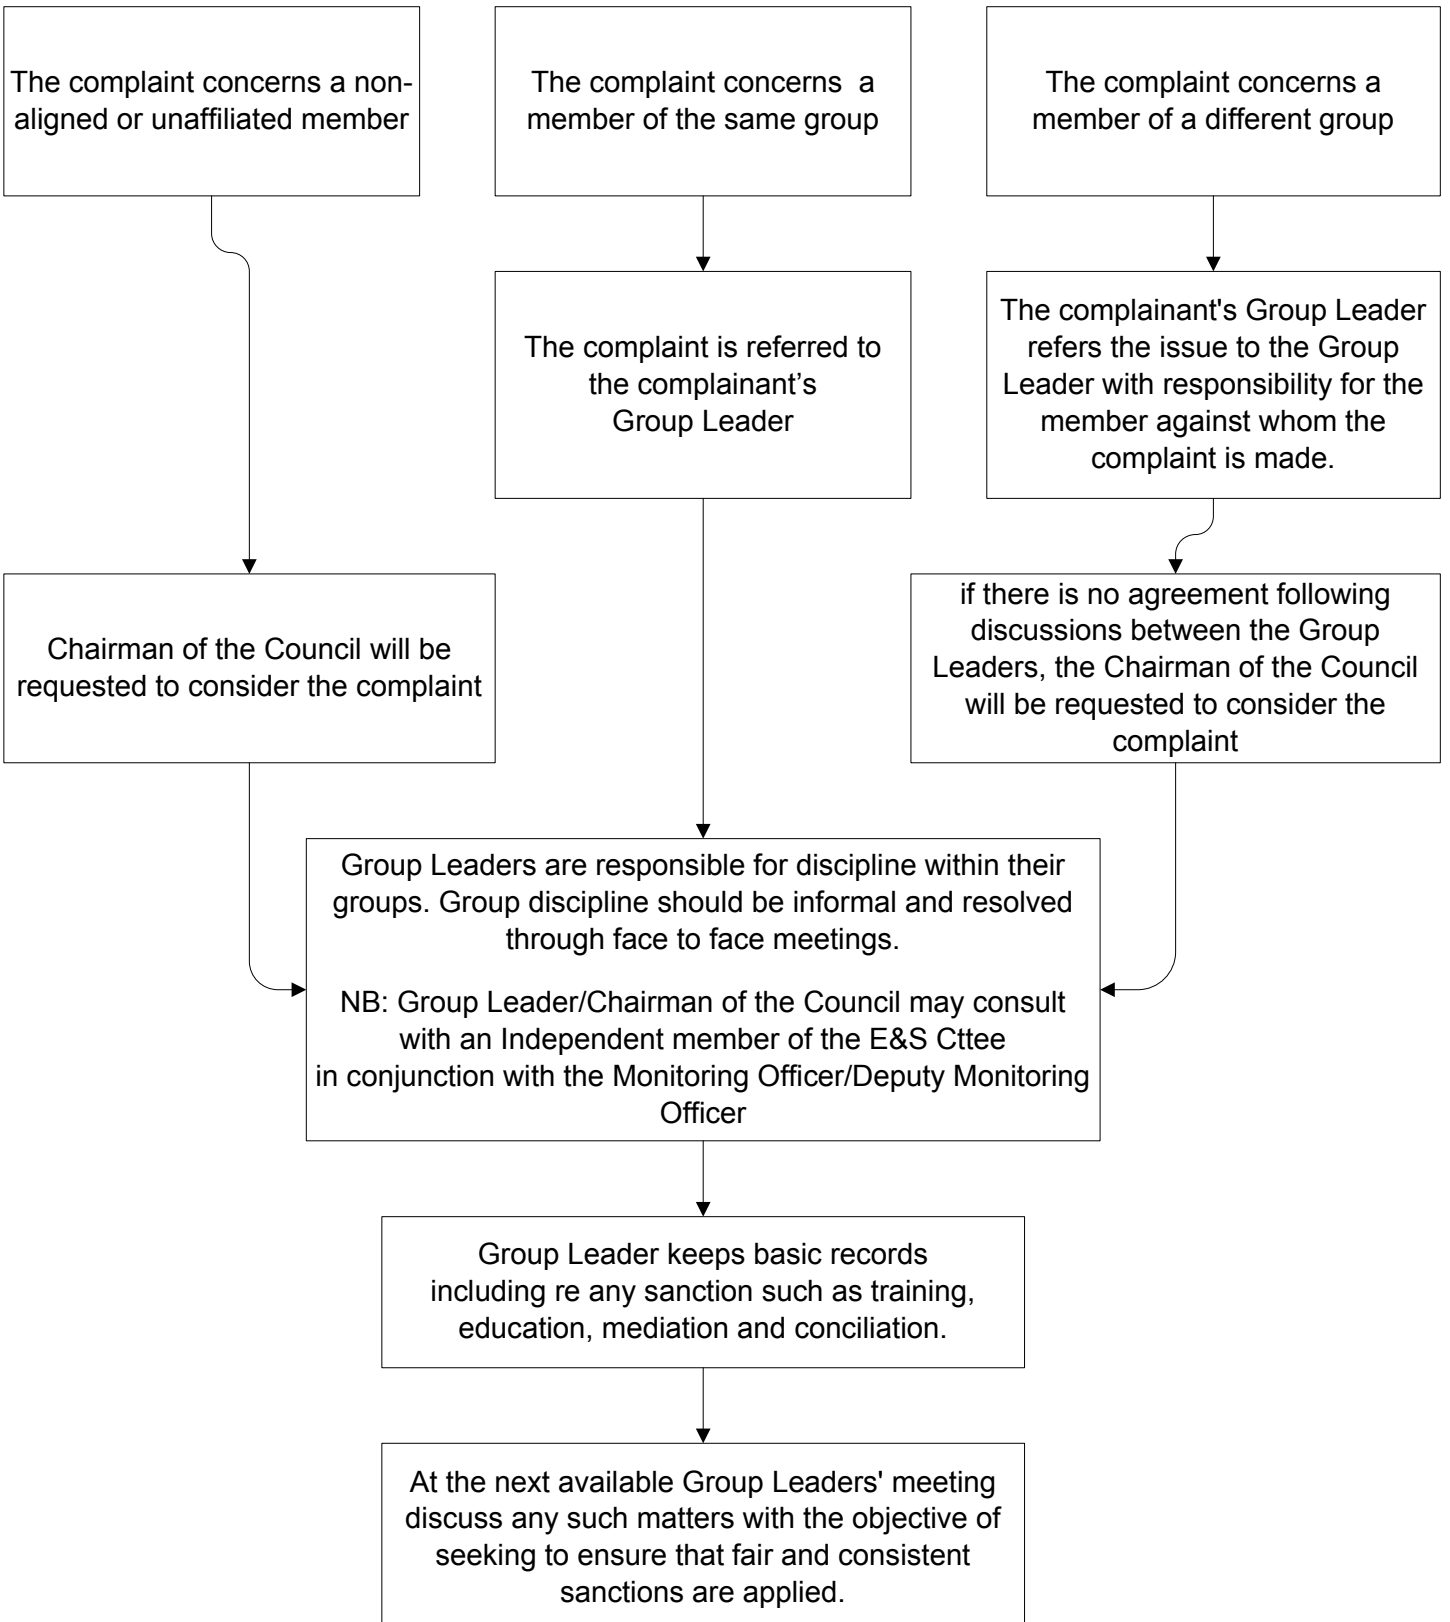 The complaint concerns a non-
aligned or unaffiliated member
The complaint concerns  a
member of the same group
The complaint concerns a
member of a different group
The complaint is referred to
the complainant’s
Group Leader
The complainant's Group Leader
refers the issue to the Group
Leader with responsibility for the
member against whom the
complaint is made.
Chairman of the Council will be
requested to consider the complaint
if there is no agreement following
discussions between the Group
Leaders, the Chairman of the Council
will be requested to consider the
complaint
Group Leaders are responsible for discipline within their
groups. Group discipline should be informal and resolved
through face to face meetings.
NB: Group Leader/Chairman of the Council may consult
with an Independent member of the E&S Cttee
in conjunction with the Monitoring Officer/Deputy Monitoring
Officer
Group Leader keeps basic records
including re any sanction such as training,
education, mediation and conciliation.
At the next available Group Leaders' meeting
discuss any such matters with the objective of
seeking to ensure that fair and consistent
sanctions are applied.